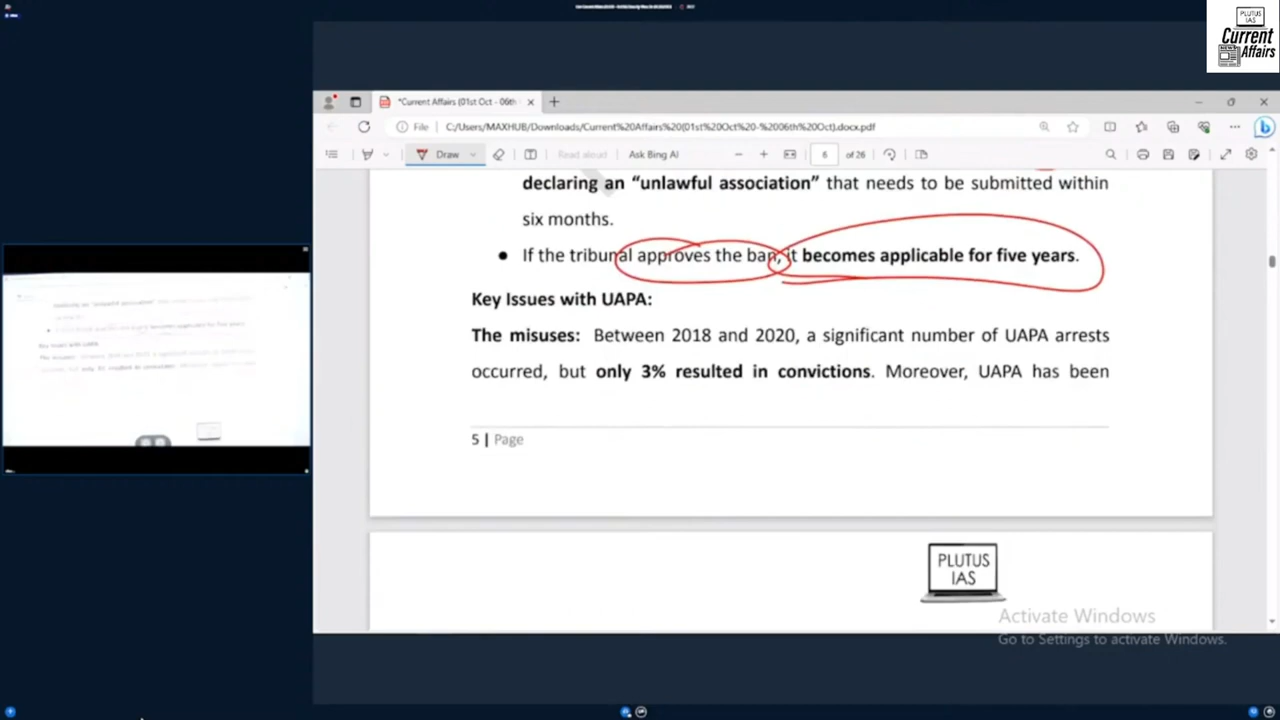 PLUTUS
IAS
Current
NEWS
Affairs
*Current Affairs (01st Oct - 06th
File
C:/Users/MAXHUB/Downloads/Current%20Affairs%20(01st%20Oct%20-%2006th%20Oct).docx.pdf
Draw
Read aloud
Ask Bing AI
6
of 26
declaring an “unlawful association” that needs to be submitted within
six months.
● If the tribunal approves the ban, it becomes applicable for five years.
Key Issues with UAPA:
The misuses: Between 2018 and 2020, a significant number of UAPA arrests
occurred, but only 3% resulted in convictions. Moreover, UAPA has been
5 | Page
PLUTUS
IAS
Activate Windows
Go to Settings to activate Windows.